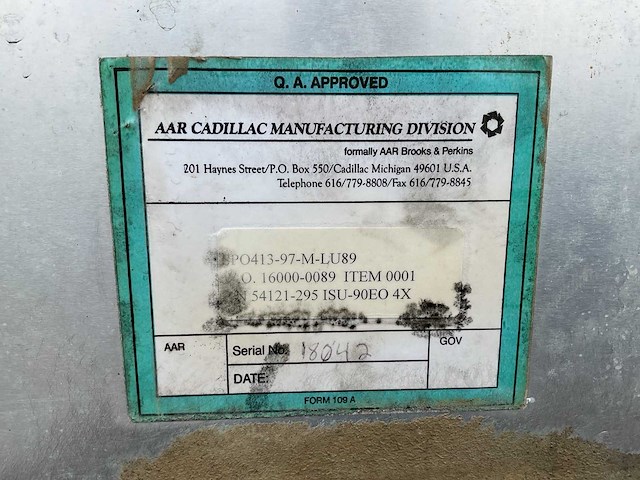 Q. A. APPROVED
AAR CADILLAC MANUFACTURING DIVISION
formally AAR Brooks & Perkins
201 Haynes Street/P.O. Box 550/Cadillac Michigan 49601 U.S.A.
Telephone 616/779-8808/Fax 616/779-8845
SPO413-97-M-LU89
16000-0089 ITEM 0001
54121-295 ISU-90EO 4X
AAR
Serial No. 18042
GOV
DATE:
FORM 109 A